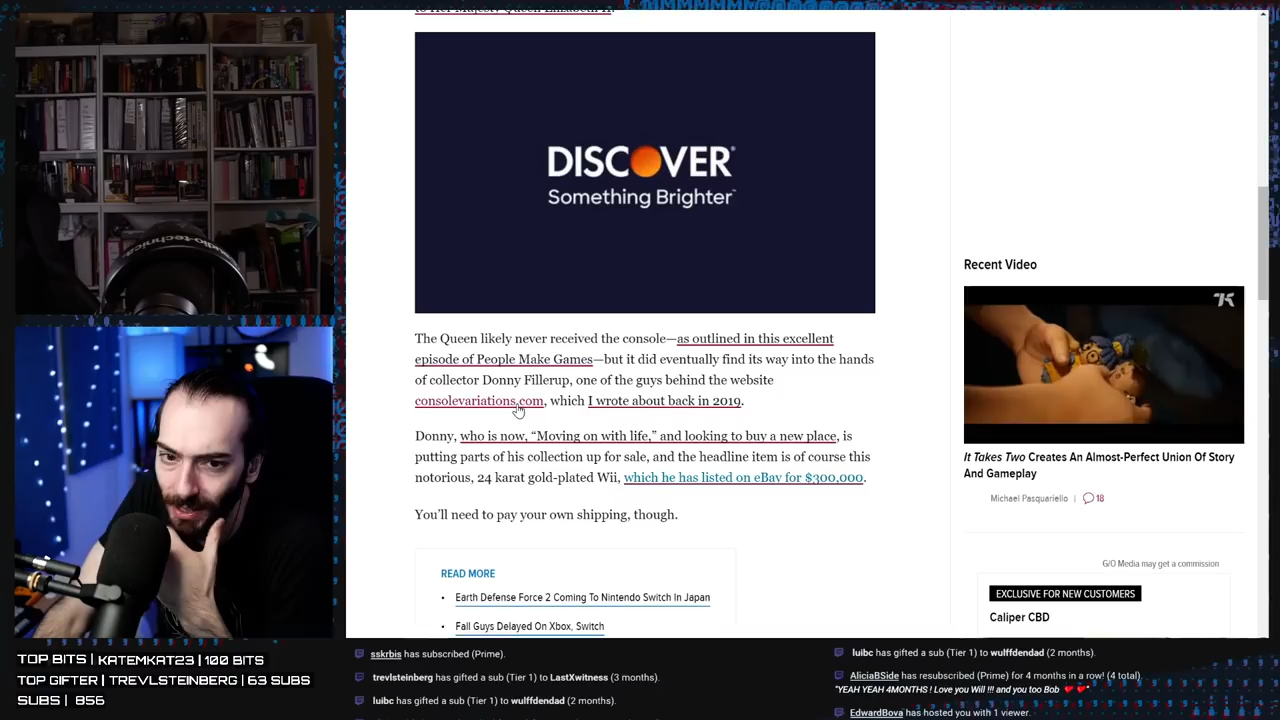 to Her Majesty Queen Elizabeth II.
DISCOVER
Something Brighter
The Queen likely never received the console—as outlined in this excellent
episode of People Make Games—but it did eventually find its way into the hands
of collector Donny Fillerup, one of the guys behind the website
consolevariations.com, which I wrote about back in 2019.
Donny, who is now, “Moving on with life,” and looking to buy a new place, is
putting parts of his collection up for sale, and the headline item is of course this
notorious, 24 karat gold-plated Wii, which he has listed on eBay for $300,000.
You’ll need to pay your own shipping, though.
READ MORE
• Earth Defense Force 2 Coming To Nintendo Switch In Japan
• Fall Guys Delayed On Xbox, Switch
Recent Video
It Takes Two Creates An Almost-Perfect Union Of Story
And Gameplay
Michael Pasquariello | 18
G/O Media may get a commission
EXCLUSIVE FOR NEW CUSTOMERS
Caliper CBD
audio-technica
TOP BITS | KATEMKAT23 | 100 BITS
TOP GIFTER | TREVLSTEINBERG | 63 SUBS
SUBS | 856
sskrbis has subscribed (Prime).
trevlsteinberg has gifted a sub (Tier 1) to LastXwitness (3 months).
luibc has gifted a sub (Tier 1) to wulffdendad (2 months).
luibc has gifted a sub (Tier 1) to wulffdendad (2 months).
AliciaBSide has resubscribed (Prime) for 4 months in a row! (4 total).
"YEAH YEAH 4MONTHS ! Love you Will !!! and you too Bob ❤️❤️"
EdwardBova has hosted you with 1 viewer.